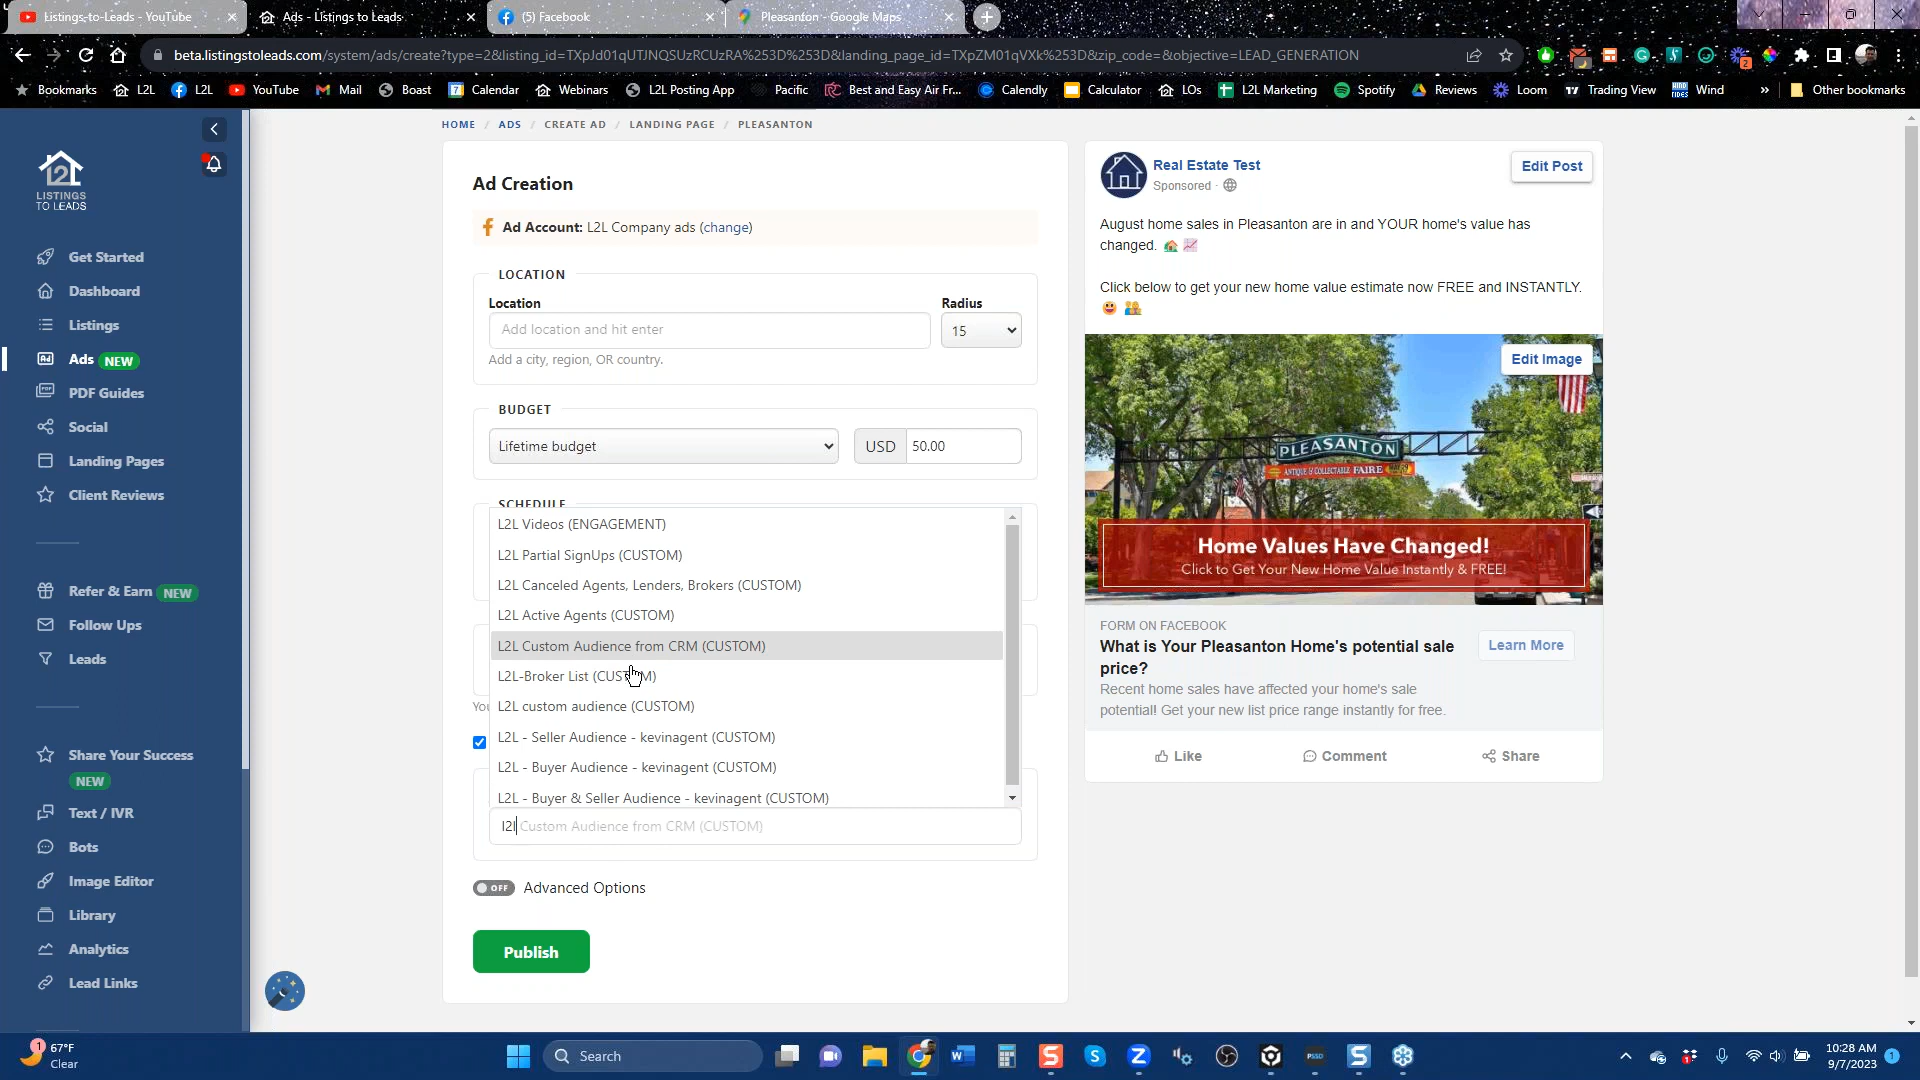 Listings-to-Leads - YouTube
Ads - Listings to Leads
(5) Facebook
Pleasanton - Google Maps
beta.listingstoleads.com/system/ads/create?type=2&listing_id=TXpJd01qUTJNQSUzRCUzRA%253D%253D&landing_page_id=TXpZM01qVXk%253D&zip_code=&objective=LEAD_GENERATION
Bookmarks L2L L2L YouTube Mail Boast Calendar Webinars L2L Posting App Pacific Best and Easy Air Fr... Calendly Calculator LOs L2L Marketing Spotify Reviews Loom Trading View Wind » Other bookmarks
L2L
LISTINGS
TO LEADS
Get Started
Dashboard
Listings
Ads NEW
PDF Guides
Social
Landing Pages
Client Reviews
Refer & Earn NEW
Follow Ups
Leads
Share Your Success
NEW
Text / IVR
Bots
Image Editor
Library
Analytics
Lead Links
HOME / ADS / CREATE AD / LANDING PAGE / PLEASANTON
Ad Creation
Ad Account: L2L Company ads (change)
LOCATION
Location
Radius
Add location and hit enter
15
Add a city, region, OR country.
BUDGET
Lifetime budget
USD
50.00
SCHEDULE
L2L Videos (ENGAGEMENT)
L2L Partial SignUps (CUSTOM)
L2L Canceled Agents, Lenders, Brokers (CUSTOM)
L2L Active Agents (CUSTOM)
L2L Custom Audience from CRM (CUSTOM)
L2L-Broker List (CUSTOM)
L2L custom audience (CUSTOM)
L2L - Seller Audience - kevinagent (CUSTOM)
L2L - Buyer Audience - kevinagent (CUSTOM)
L2L - Buyer & Seller Audience - kevinagent (CUSTOM)
l2l Custom Audience from CRM (CUSTOM)
OFF Advanced Options
Publish
Real Estate Test
Sponsored ·
Edit Post
August home sales in Pleasanton are in and YOUR home's value has
changed. 🏡 📈
Click below to get your new home value estimate now FREE and INSTANTLY.
Edit Image
PLEASANTON
ANTIQUE & COLLECTABLE FAIRE MAY
Home Values Have Changed!
Click to Get Your New Home Value Instantly & FREE!
FORM ON FACEBOOK
What is Your Pleasanton Home's potential sale
price?
Learn More
Recent home sales have affected your home's sale
potential! Get your new list price range instantly for free.
Like
Comment
Share
67°F
Clear
Search
10:28 AM
9/7/2023